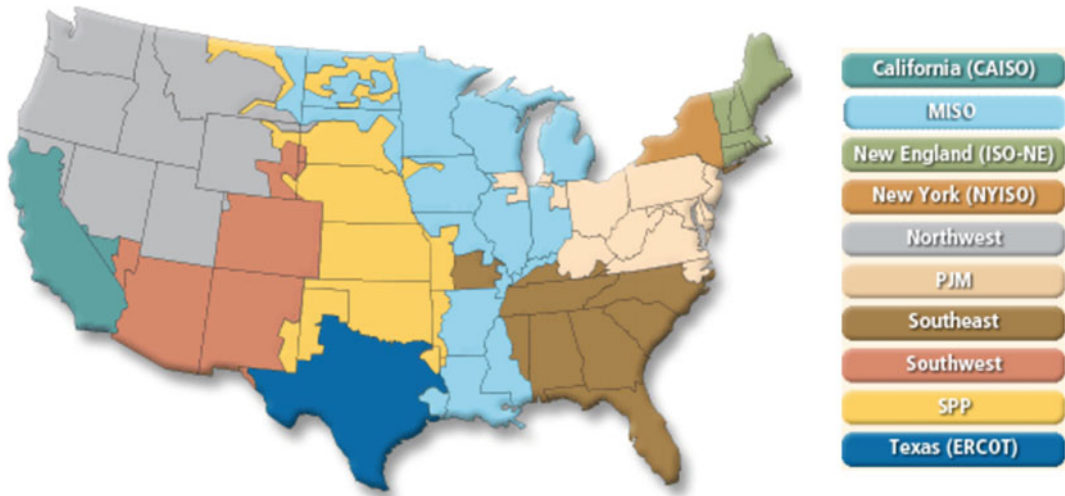 California (CAISO)
MISO
New England (ISO-NE)
New York (NYISO)
Northwest
PJM
Southeast
Southwest
SPP
Texas (ERCOT)